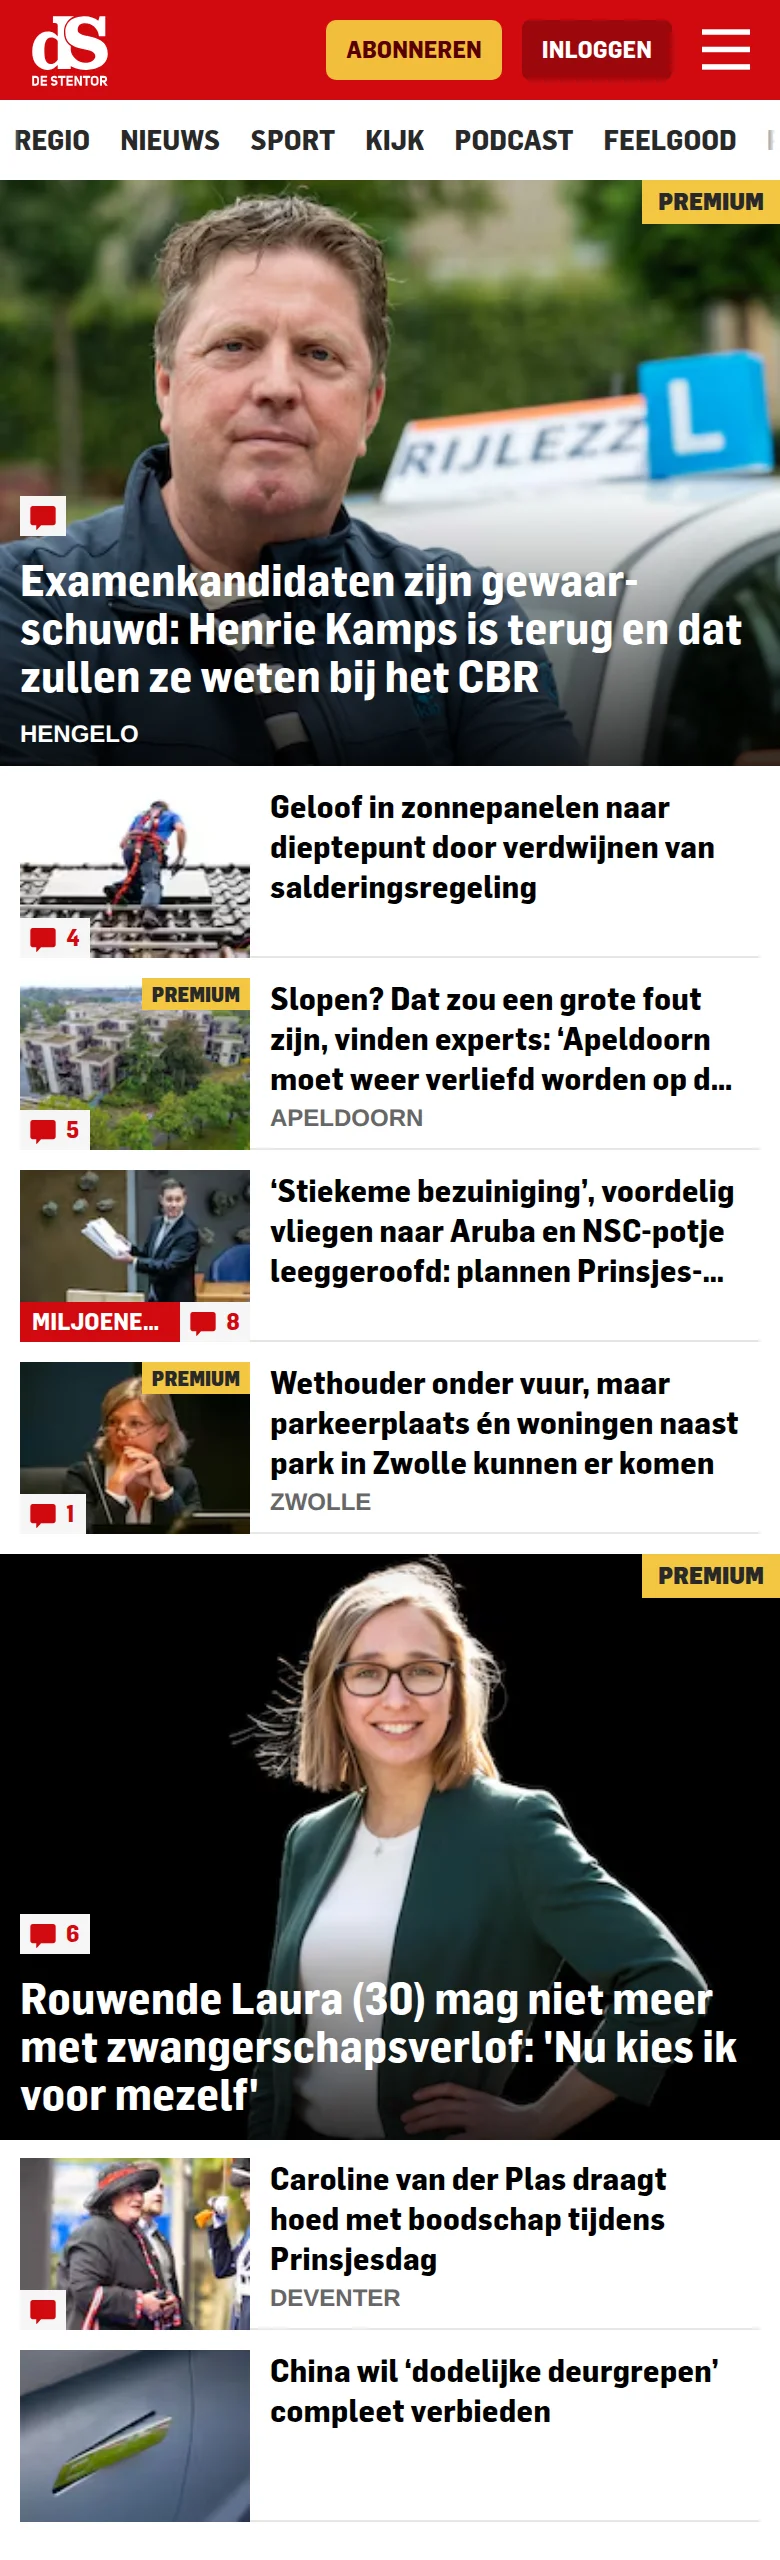 dS
DE STENTOR
ABONNEREN
INLOGGEN
REGIO NIEUWS SPORT KIJK PODCAST FEELGOOD
PREMIUM
RIJLEZZ L
Examenkandidaten zijn gewaar-
schuwd: Henrie Kamps is terug en dat
zullen ze weten bij het CBR
HENGELO
Geloof in zonnepanelen naar
dieptepunt door verdwijnen van
salderingsregeling
4
PREMIUM
Slopen? Dat zou een grote fout
zijn, vinden experts: ‘Apeldoorn
moet weer verliefd worden op d...
5
APELDOORN
‘Stiekeme bezuiniging’, voordelig
vliegen naar Aruba en NSC-potje
leeggeroofd: plannen Prinsjes-...
MILJOENE... 8
PREMIUM
Wethouder onder vuur, maar
parkeerplaats én woningen naast
park in Zwolle kunnen er komen
1
ZWOLLE
PREMIUM
6
Rouwende Laura (30) mag niet meer
met zwangerschapsverlof: 'Nu kies ik
voor mezelf'
Caroline van der Plas draagt
hoed met boodschap tijdens
Prinsjesdag
DEVENTER
China wil ‘dodelijke deurgrepen’
compleet verbieden